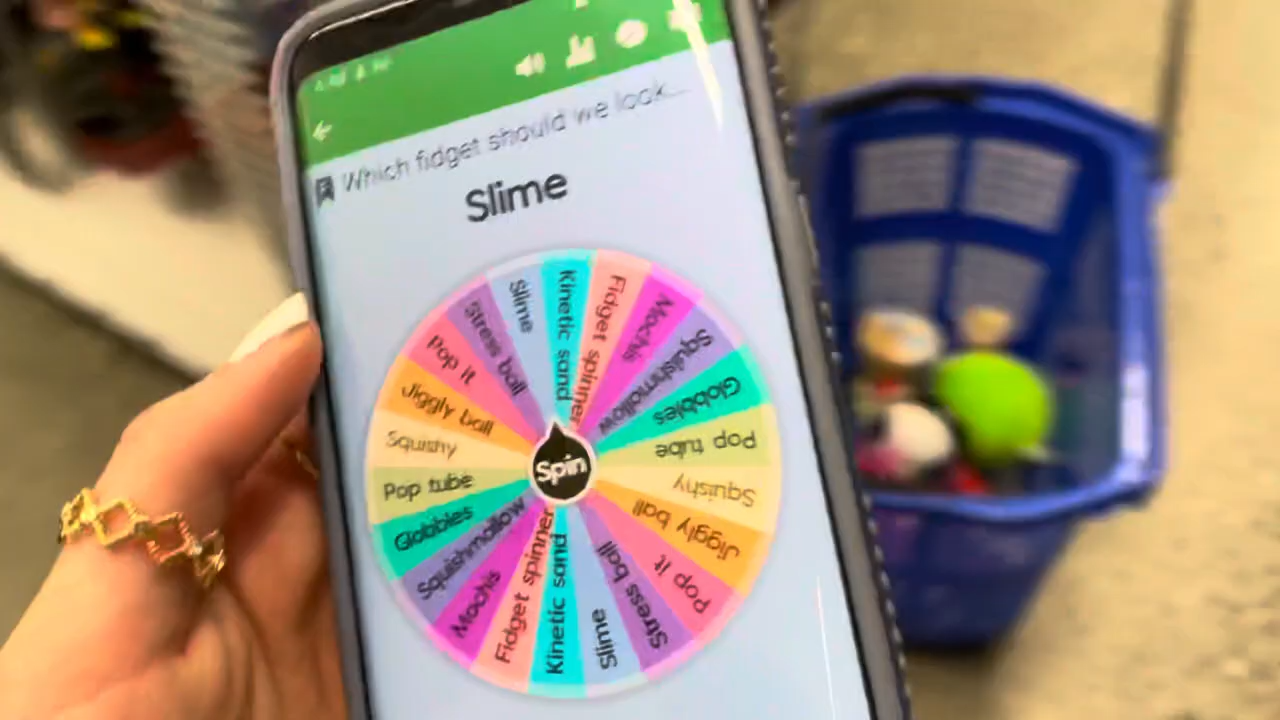 Which fidget should we look...
Slime
Kinetic sand
Fidget spinner
Mochis
Squishmallow
Globbles
Pop tube
Squishy
Jiggly ball
Pop it
Stress ball
Slime
Kinetic sand
Fidget spinner
Mochis
Squishmallow
Globbles
Pop tube
Squishy
Jiggly ball
Pop it
Stress ball
Slime
Spin